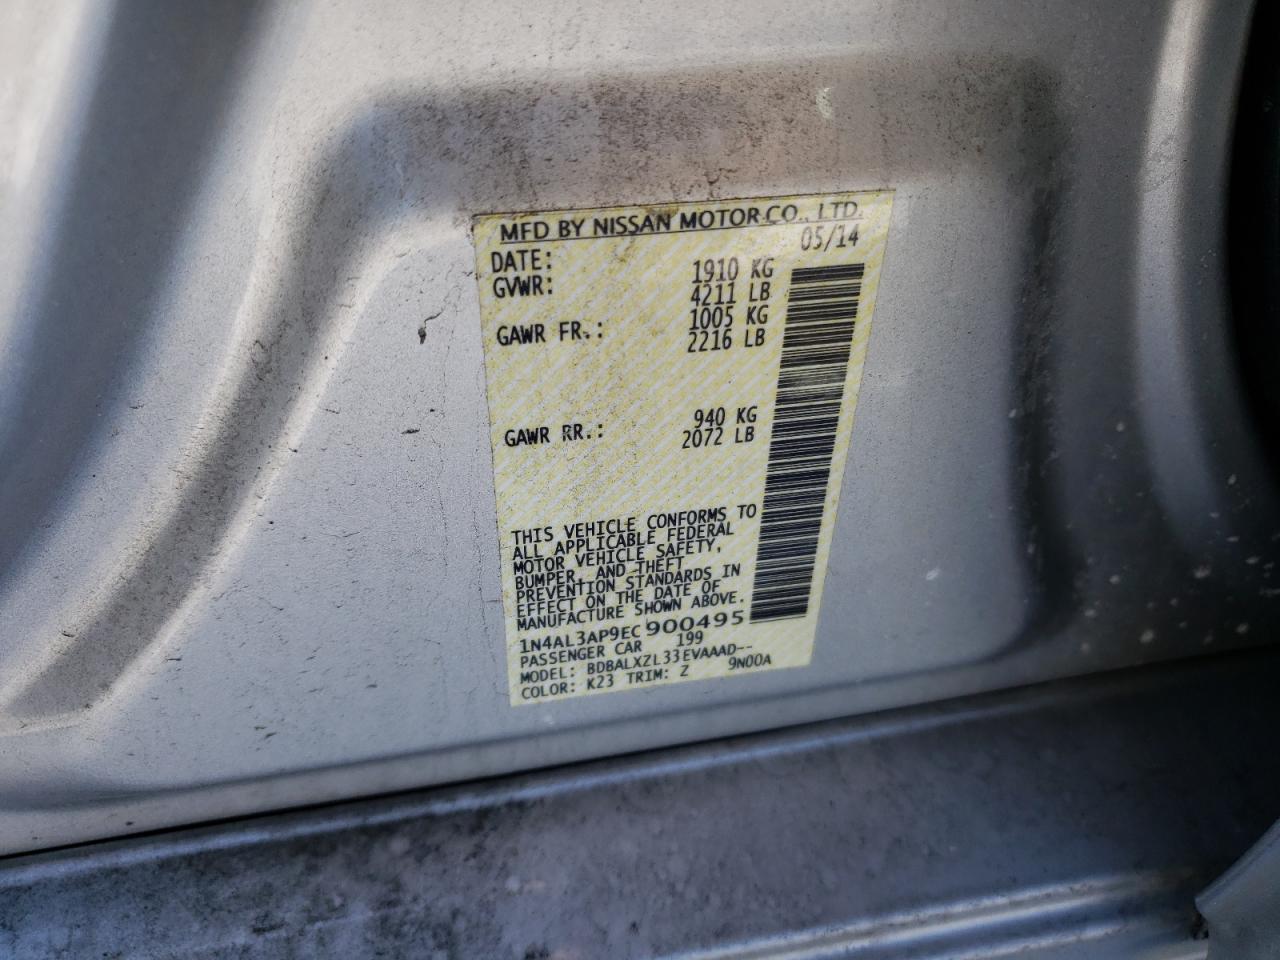 MFD BY NISSAN MOTOR CO., LTD.
DATE: 05/14
GVWR: 1910 KG
4211 LB
GAWR FR.: 1005 KG
2216 LB
GAWR RR.: 940 KG
2072 LB
THIS VEHICLE CONFORMS TO
ALL APPLICABLE FEDERAL
MOTOR VEHICLE SAFETY,
BUMPER, AND THEFT
PREVENTION STANDARDS IN
EFFECT ON THE DATE OF
MANUFACTURE SHOWN ABOVE.
1N4AL3AP9EC900495
PASSENGER CAR 199
MODEL: BDBALXZL33EVAAAD--
COLOR: K23 TRIM: Z 9N00A